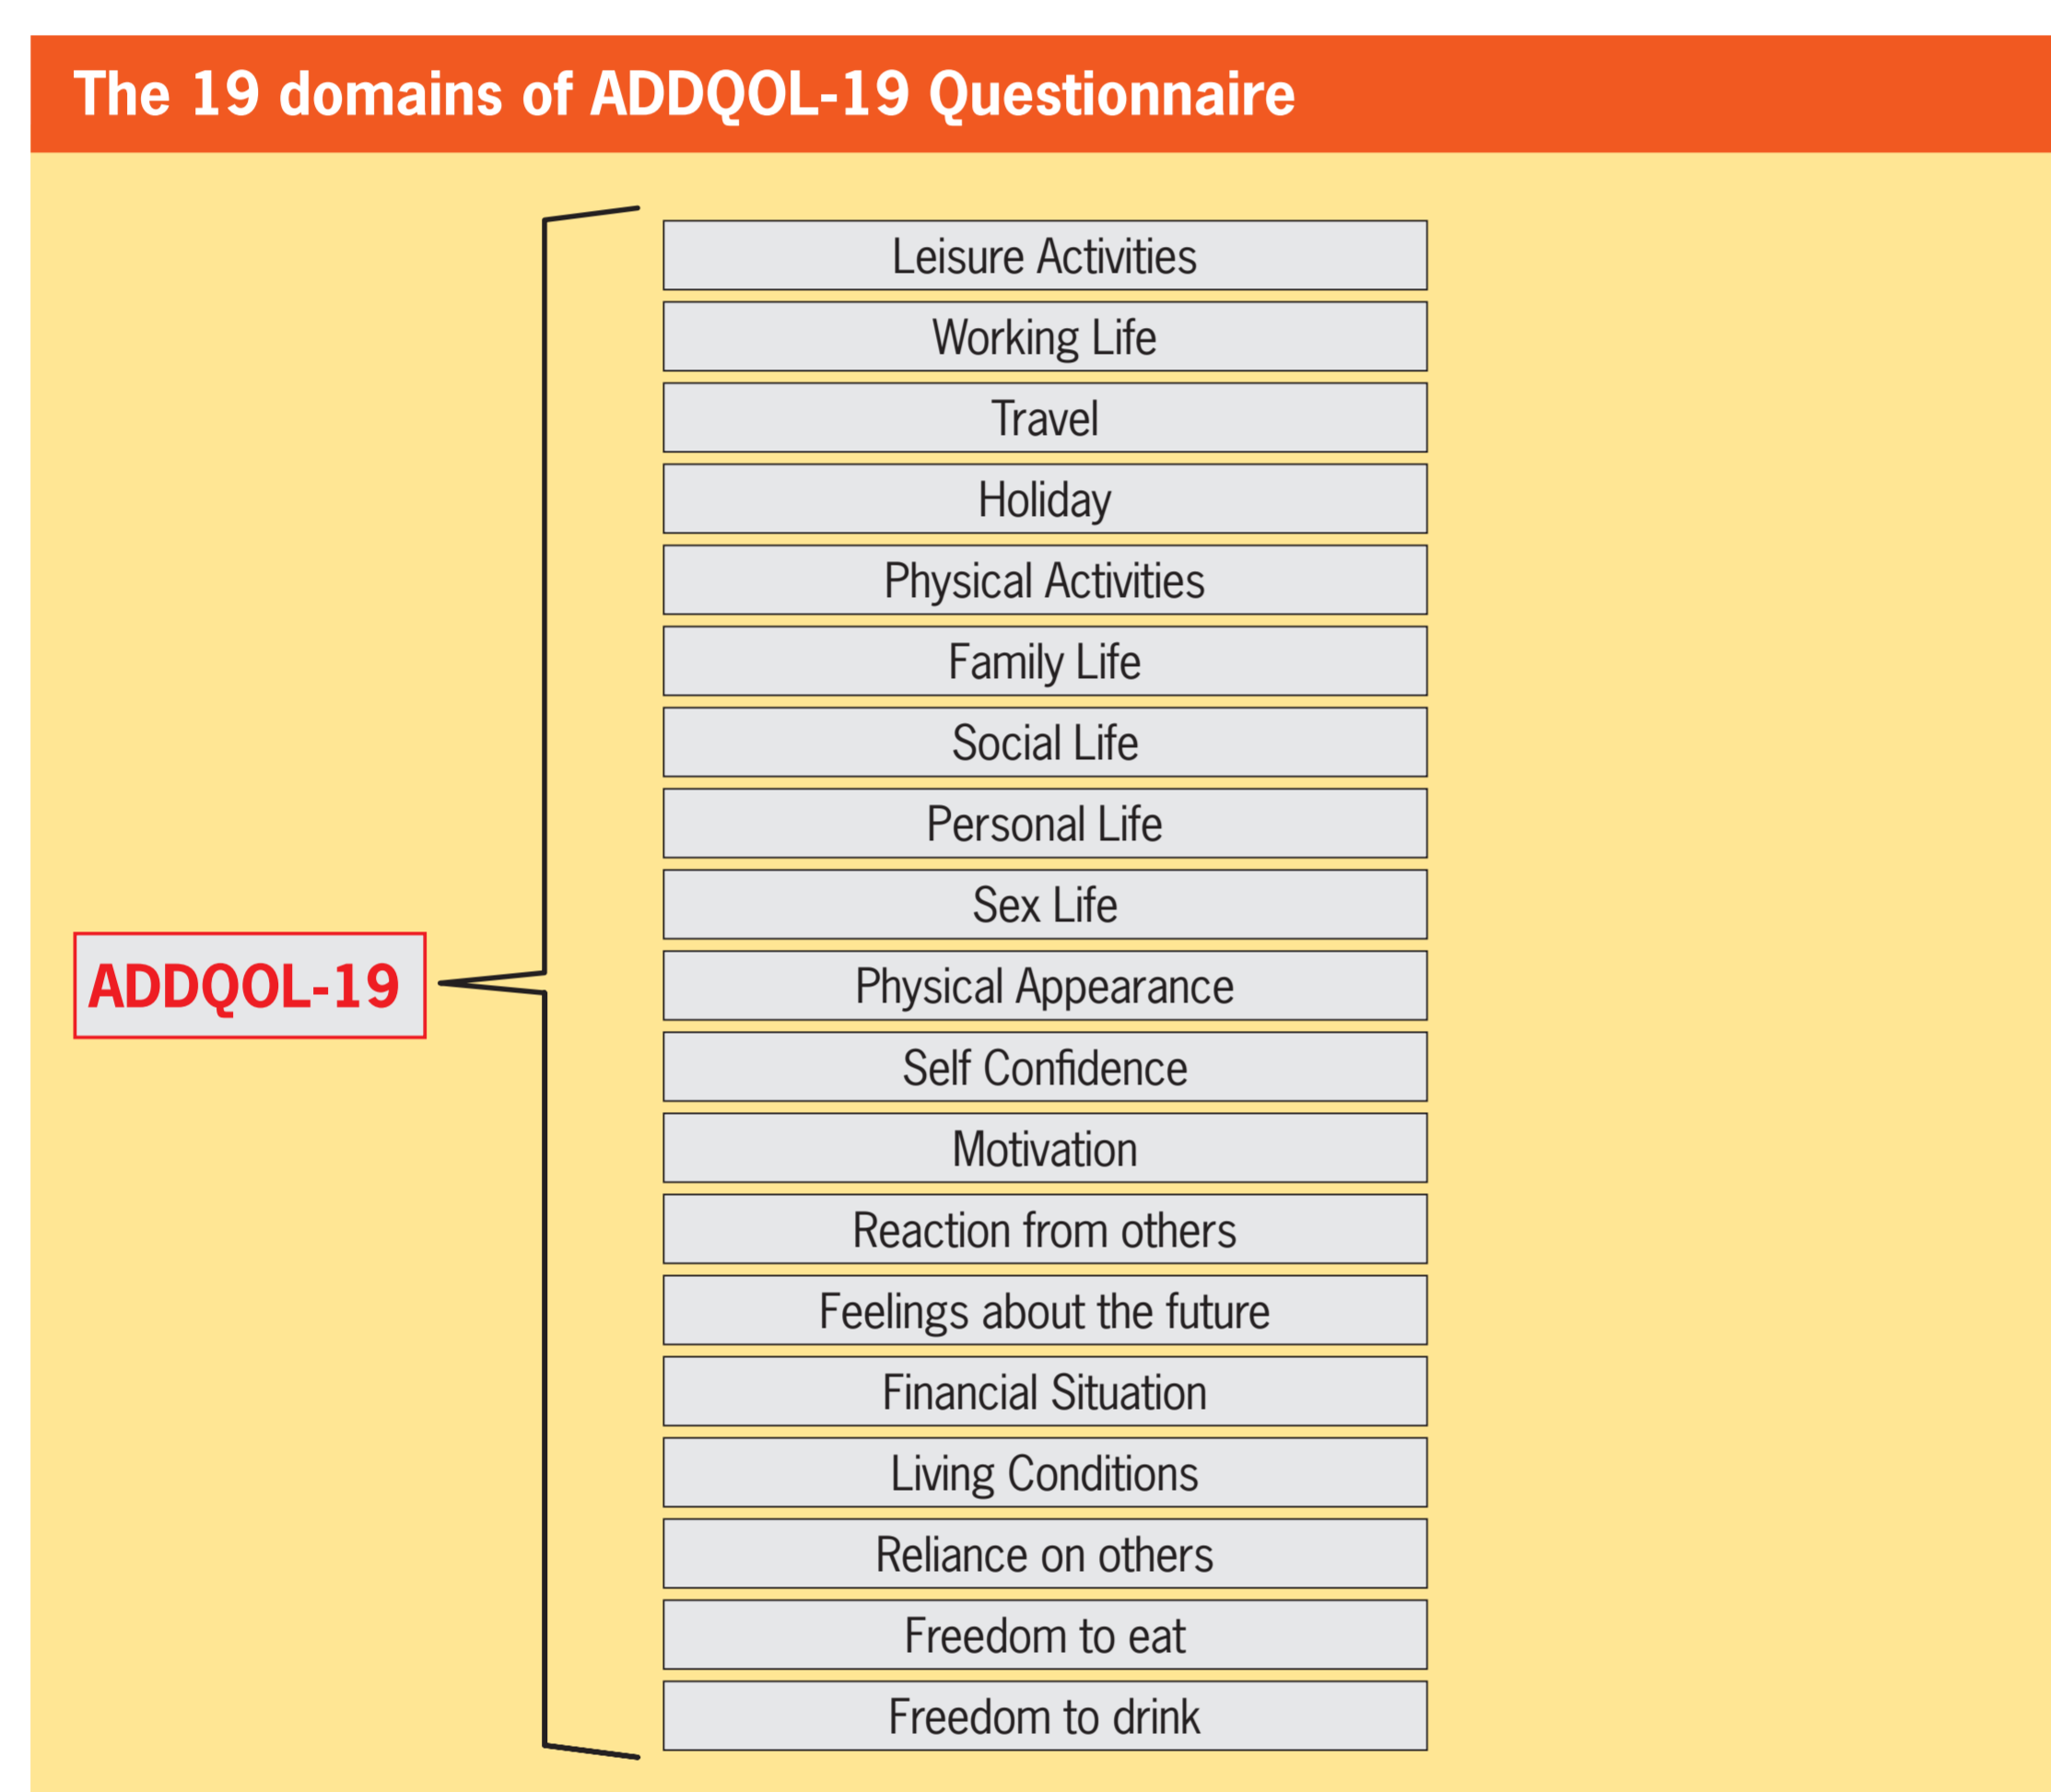 The 19 domains of ADDQOL-19 Questionnaire
ADDQOL-19
Leisure Activities
Working Life
Travel
Holiday
Physical Activities
Family Life
Social Life
Personal Life
Sex Life
Physical Appearance
Self Confidence
Motivation
Reaction from others
Feelings about the future
Financial Situation
Living Conditions
Reliance on others
Freedom to eat
Freedom to drink